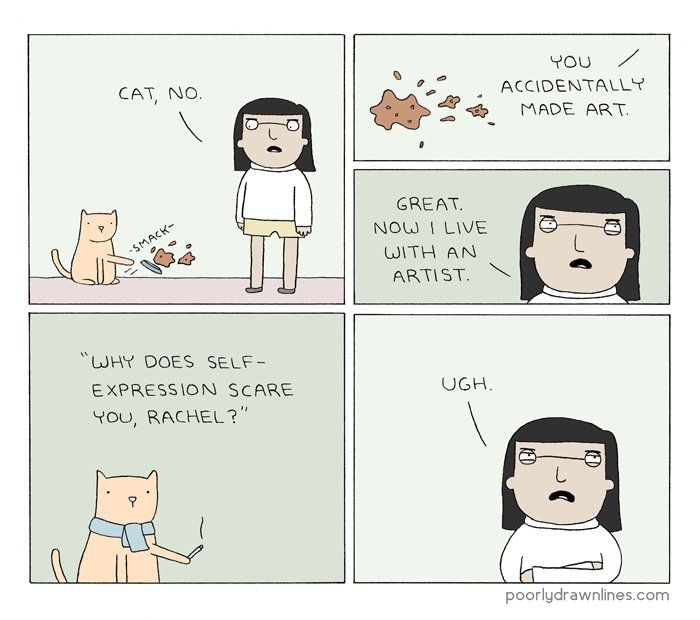 CAT, NO.
-SMACK-
YOU
ACCIDENTALLY
MADE ART.
GREAT.
NOW I LIVE
WITH AN
ARTIST.
"WHY DOES SELF-
EXPRESSION SCARE
YOU, RACHEL?"
UGH.
poorlydrawnlines.com